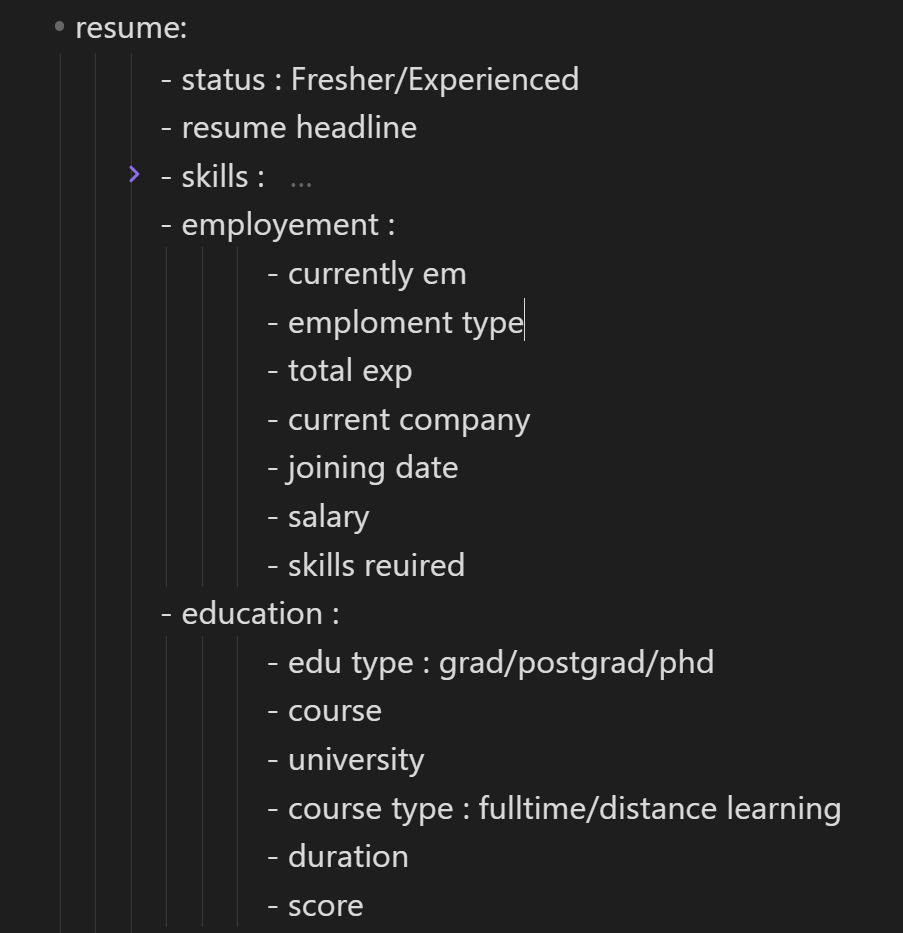 resume:
- status : Fresher/Experienced
- resume headline
- skills : ...
- employement :
- currently em
- emploment type
- total exp
- current company
- joining date
- salary
- skills reuired
- education :
- edu type : grad/postgrad/phd
- course
- university
- course type : fulltime/distance learning
- duration
- score